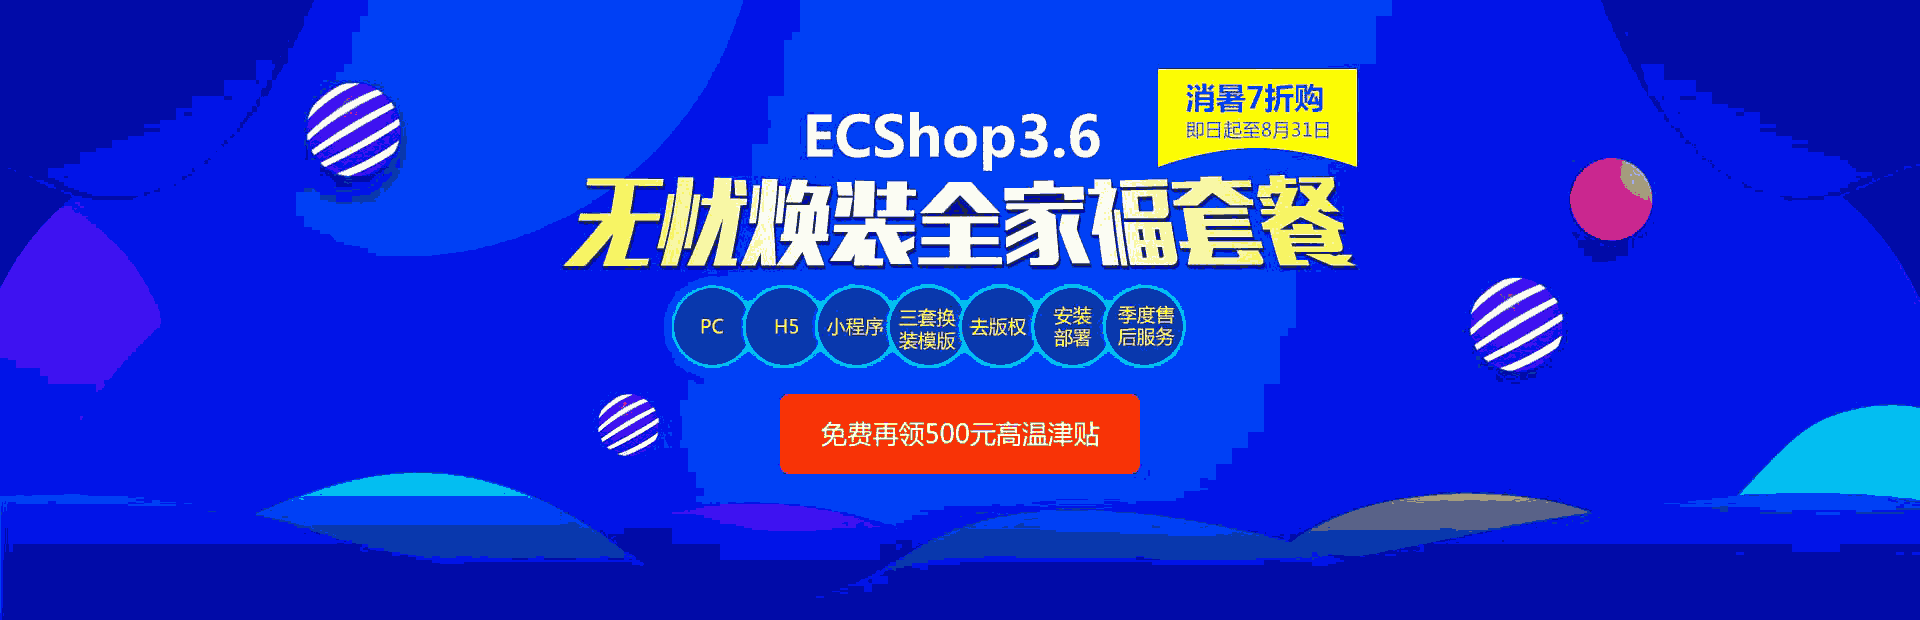 消暑7折购
即日起至8月31日
ECShop3.6
无忧焕装全家福套餐
PC
H5
小程序
三套换
装模版
去版权
安装
部署
季度售
后服务
免费再领500元高温津贴